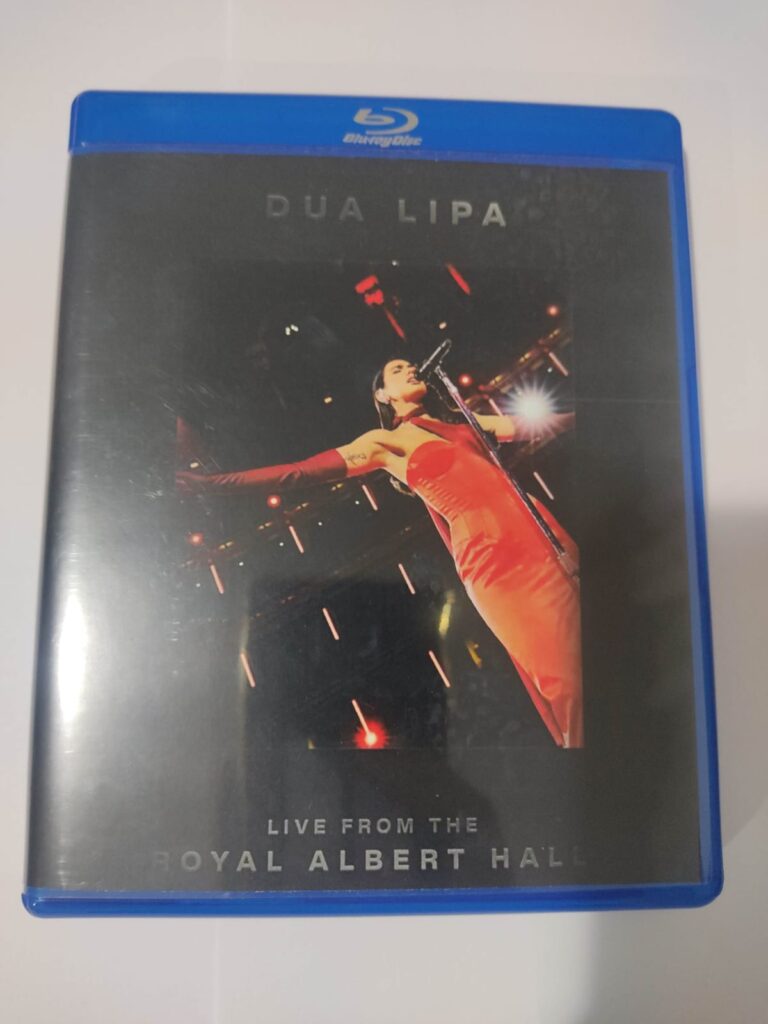 Blu-ray Disc
DUA LIPA
LIVE FROM THE
ROYAL ALBERT HALL